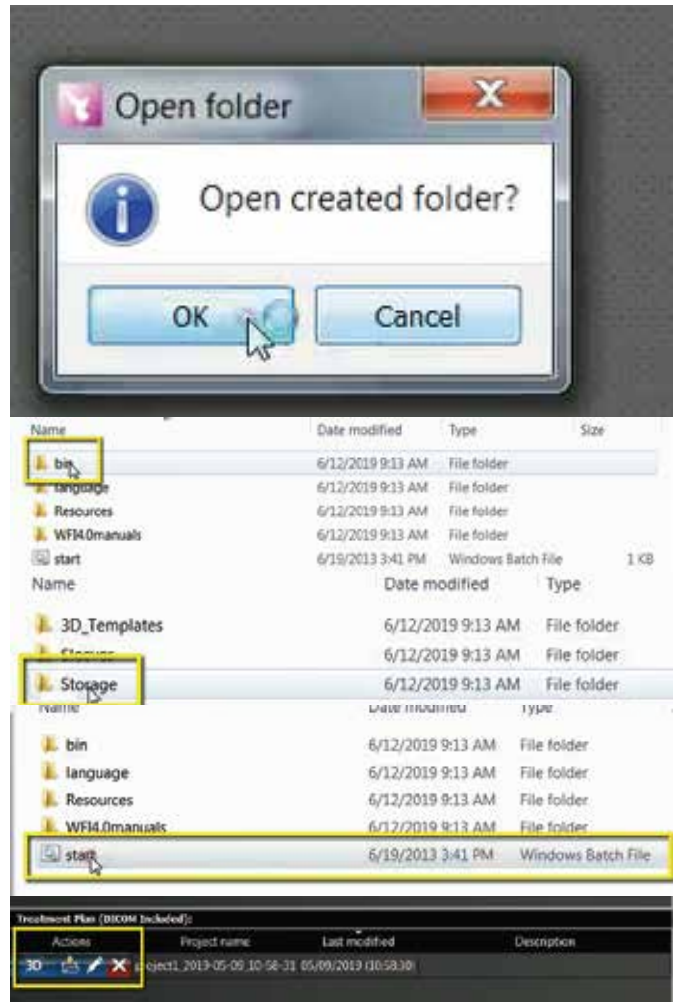 Open folder
X
Open created folder?
OK Cancel
Name Date modified Type Size
bin 6/12/2019 9:13 AM File folder
language 6/12/2019 9:13 AM File folder
Resources 6/12/2019 9:13 AM File folder
WFI4.0manuals 6/12/2019 9:13 AM File folder
start 6/19/2013 3:41 PM Windows Batch File 1 KB
Name Date modified Type
3D_Templates 6/12/2019 9:13 AM File folder
6/12/2019 9:13 AM File folder
Storage 6/12/2019 9:13 AM File folder
Name Date modified Type
bin 6/12/2019 9:13 AM File folder
language 6/12/2019 9:13 AM File folder
Resources 6/12/2019 9:13 AM File folder
WFI4.0manuals 6/12/2019 9:13 AM File folder
start 6/19/2013 3:41 PM Windows Batch File
Treatment Plan (DICOM Included):
Actions Project name Last modified Description
3D project1_2019-05-09_10-58-31 05/09/2019 (10:58:30)